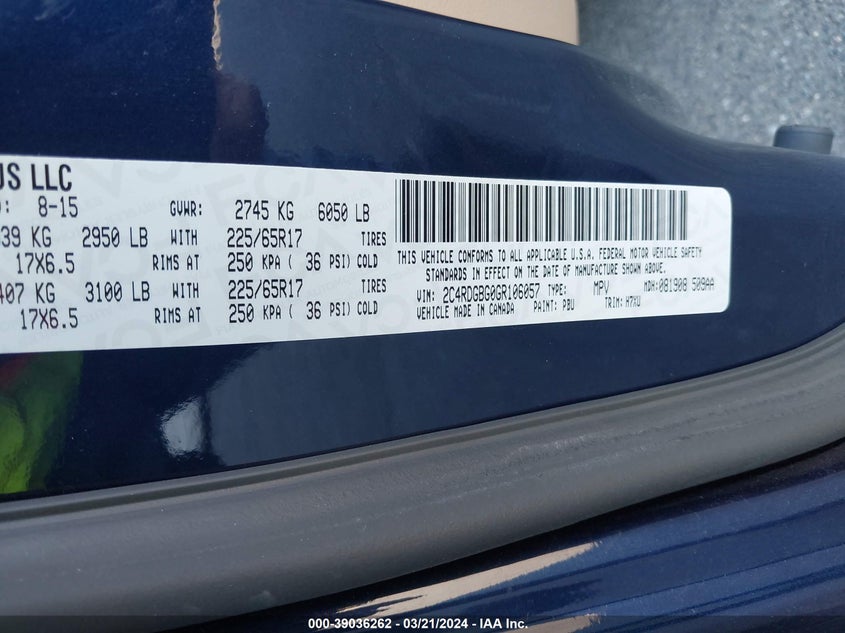 US LLC
8-15 GVWR: 2745 KG 6050 LB
39 KG 2950 LB WITH 225/65R17 TIRES
17X6.5 RIMS AT 250 KPA ( 36 PSI) COLD
407 KG 3100 LB WITH 225/65R17 TIRES
17X6.5 RIMS AT 250 KPA ( 36 PSI) COLD
THIS VEHICLE CONFORMS TO ALL APPLICABLE U.S.A. FEDERAL MOTOR VEHICLE SAFETY
STANDARDS IN EFFECT ON THE DATE OF MANUFACTURE SHOWN ABOVE.
VIN: 2C4RDGBG0GR106057 TYPE: MPV MDH: 081908 509AA
VEHICLE MADE IN CANADA PAINT: PBU TRIM: H7XU
000-39036262 - 03/21/2024 - IAAI.COM